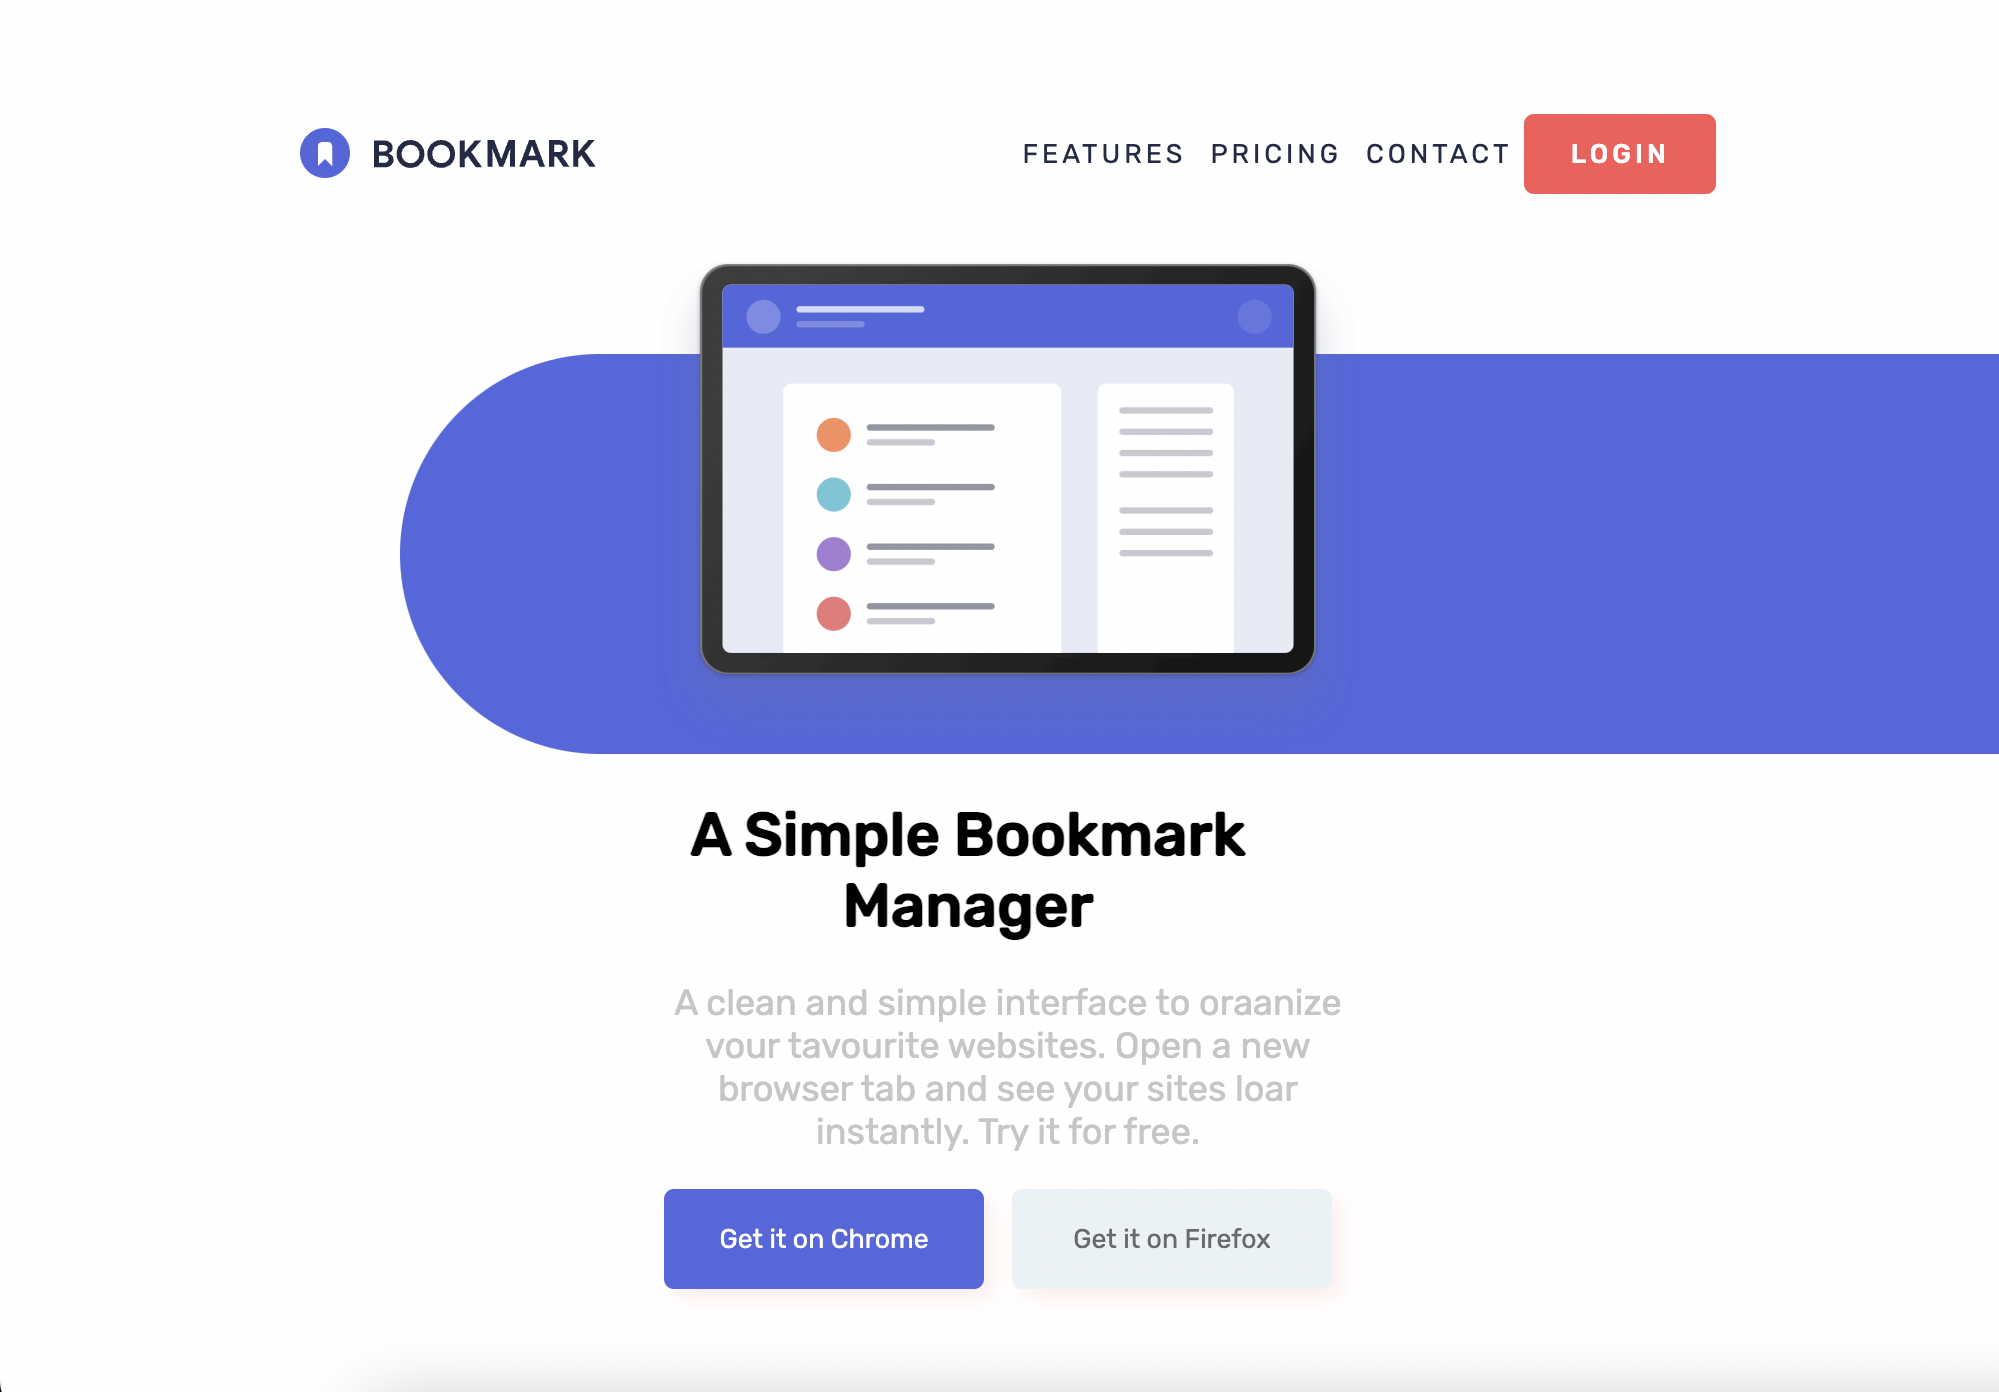 BOOKMARK
FEATURES PRICING CONTACT LOGIN
A Simple Bookmark
Manager
A clean and simple interface to oraanize
vour tavourite websites. Open a new
browser tab and see your sites loar
instantly. Try it for free.
Get it on Chrome Get it on Firefox